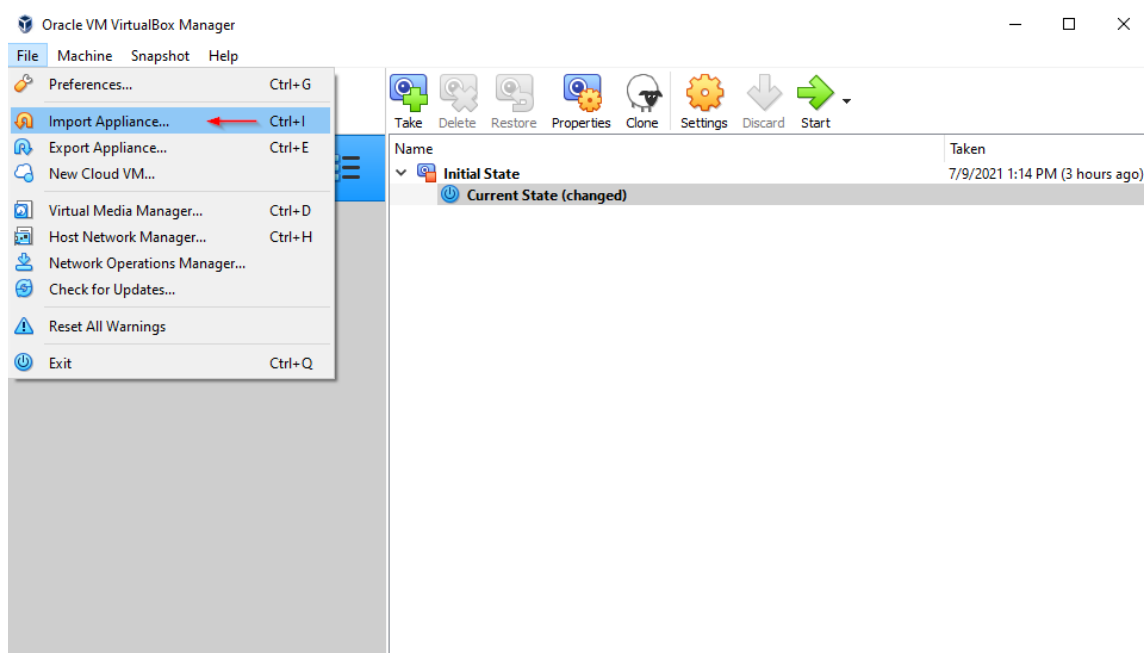 Oracle VM VirtualBox Manager
File Machine Snapshot Help
Preferences... Ctrl+G
Import Appliance... Ctrl+I
Export Appliance... Ctrl+E
New Cloud VM...
Virtual Media Manager... Ctrl+D
Host Network Manager... Ctrl+H
Network Operations Manager...
Check for Updates...
Reset All Warnings
Exit Ctrl+Q
Take Delete Restore Properties Clone Settings Discard Start
Name Taken
Initial State 7/9/2021 1:14 PM (3 hours ago)
Current State (changed)